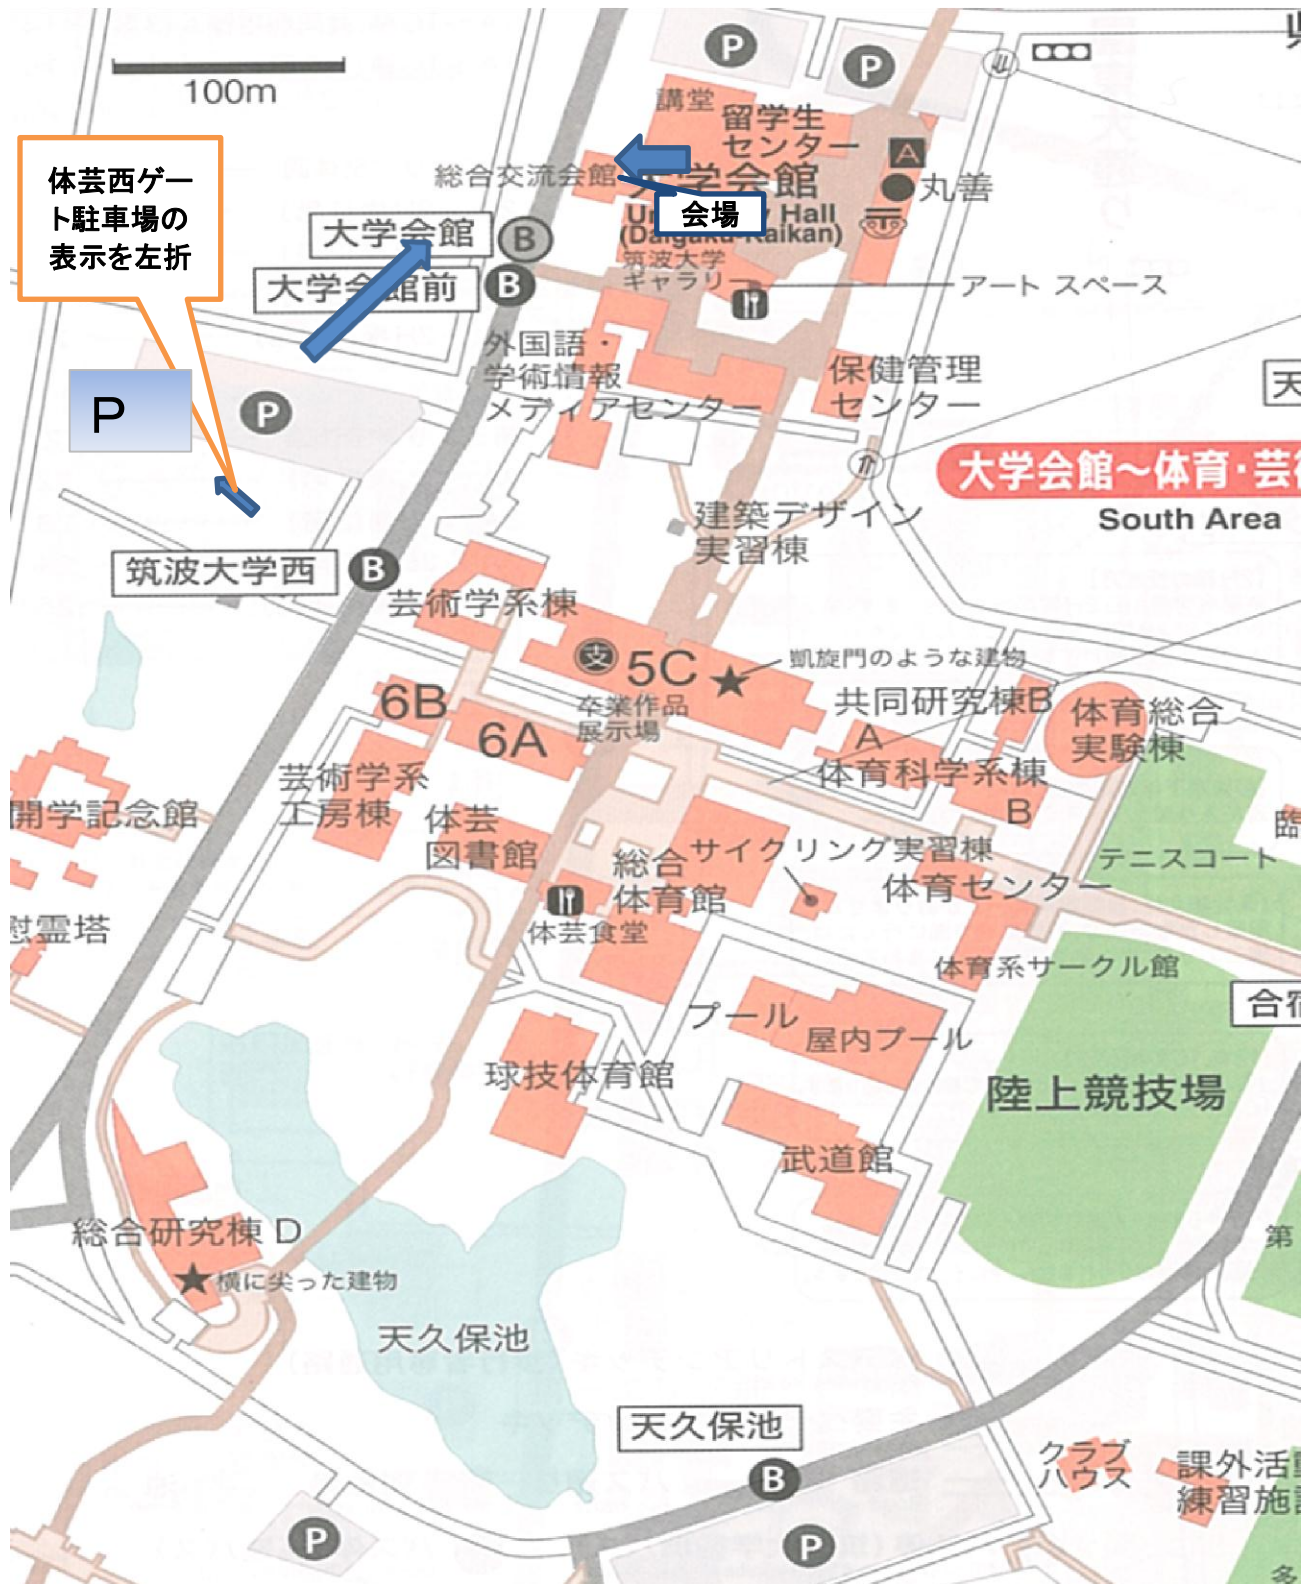 100m
体芸西ゲー
ト駐車場の
表示を左折
P
P
講堂
留学生
センター
総合交流会館
学会館
会場
Hall
(Daigaku Kaikan)
筑波大学
ギャラリー
A
丸善
大学会館
B
大学会館前
B
アート スペース
外国語・
学術情報
メディアセンター
保健管理
センター
天
P
P
大学会館～体育・芸
South Area
建築デザイン
実習棟
筑波大学西
B
芸術学系棟
支
5C
凱旋門のような建物
卒業作品
展示場
6B
6A
共同研究棟B
A
体育総合
実験棟
体育科学系棟
B
芸術学系
工房棟
開学記念館
体芸
図書館
総合
体育館
サイクリング実習棟
体育センター
テニスコート
臨
慰霊塔
体芸食堂
体育系サークル館
合宿
プール
屋内プール
球技体育館
陸上競技場
武道館
総合研究棟 D
横に尖った建物
第
天久保池
天久保池
B
クラブ
ハウス
課外活動
練習施設
P
P
多